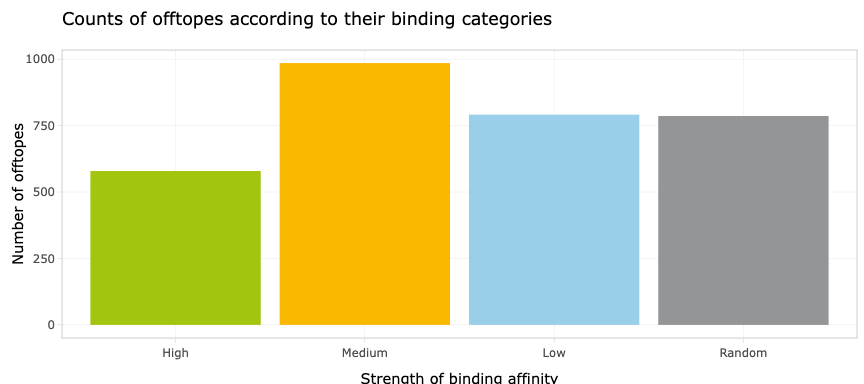 Counts of offtopes according to their binding categories
1000
750
500
250
0
Number of offtopes
High Medium Low Random
Strength of binding affinity